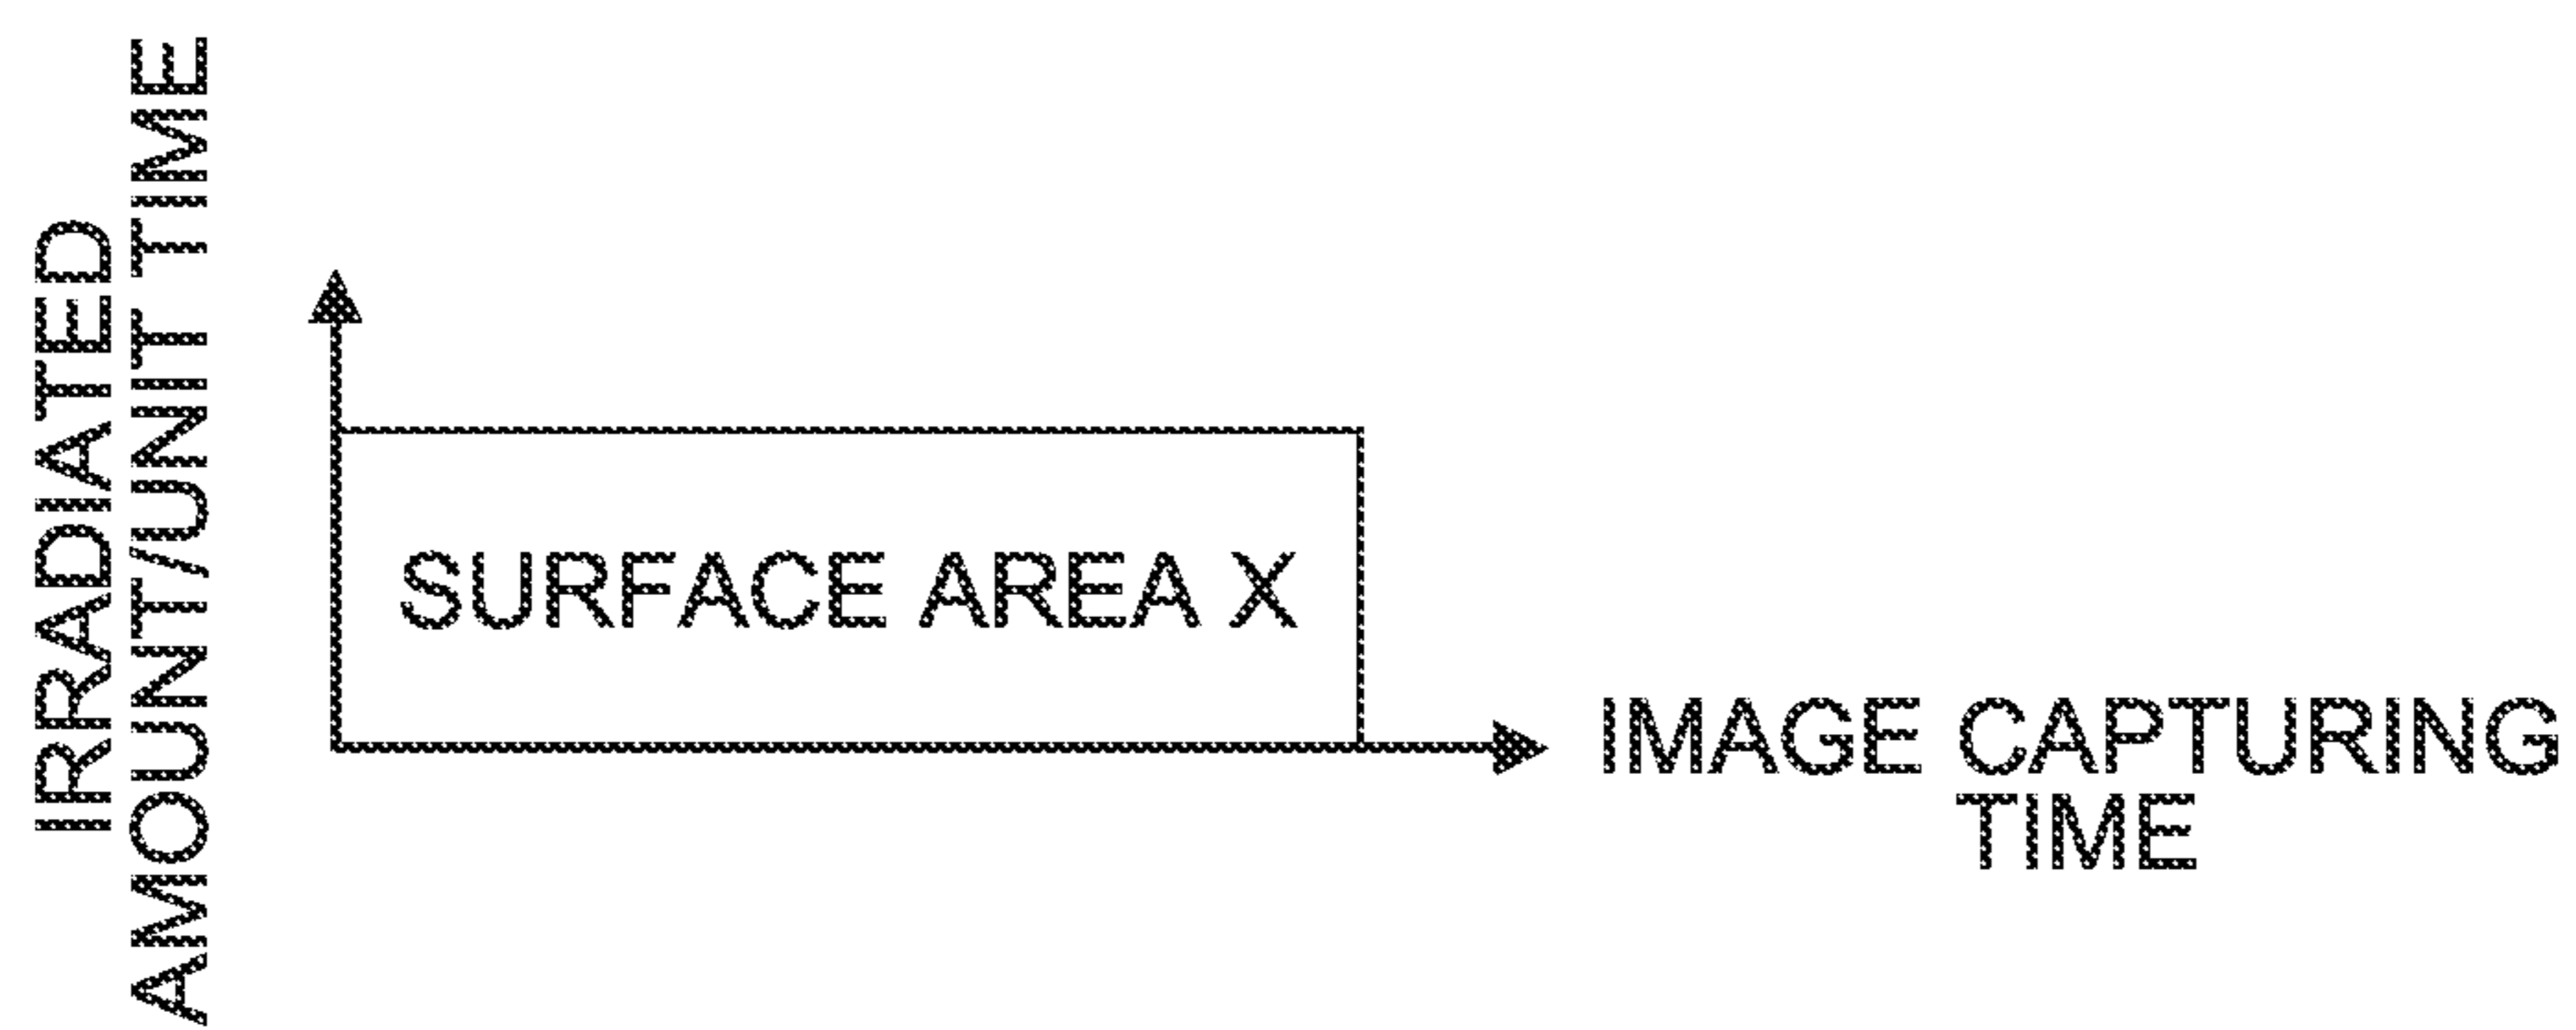 IRRADIATED
AMOUNT/UNIT TIME
SURFACE AREA X
IMAGE CAPTURING
TIME